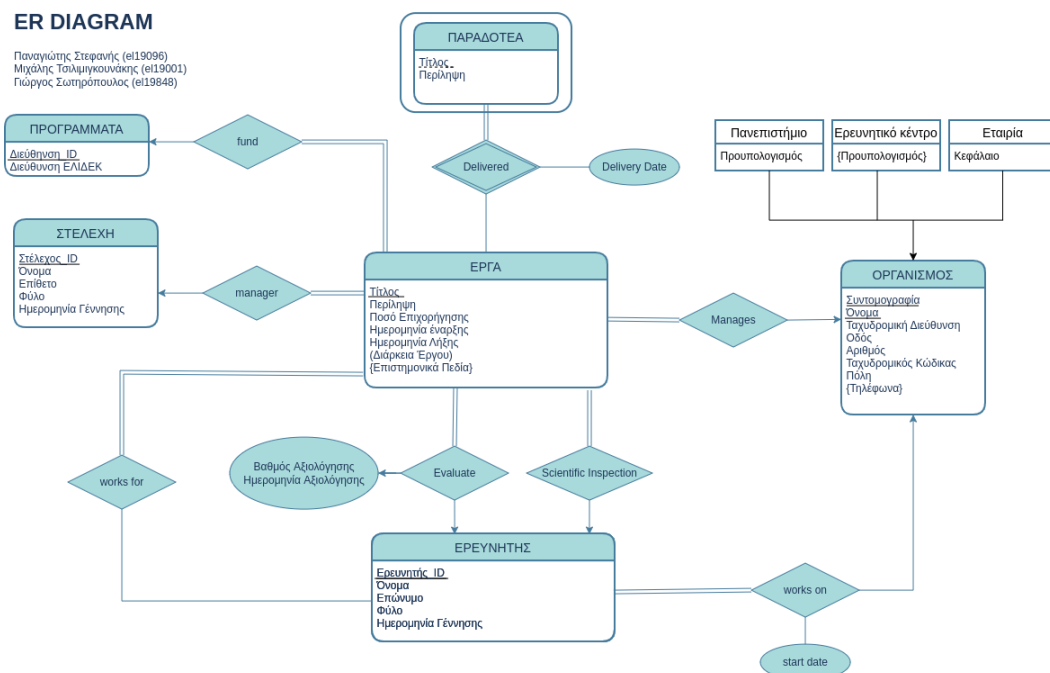 ER DIAGRAM
Παναγιώτης Στεφανής (el19096)
Μιχάλης Τσιλιμιγκουνάκης (el19001)
Γιώργος Σωτηρόπουλος (el19848)
ΠΑΡΑΔΟΤΕΑ
Τίτλος
Περίληψη
ΠΡΟΓΡΑΜΜΑΤΑ
Διεύθηνση_ID
Διεύθυνση ΕΛΙΔΕΚ
fund
Delivered
Delivery Date
Πανεπιστήμιο
Προυπολογισμός
Ερευνητικό κέντρο
{Προυπολογισμός}
Εταιρία
Κεφάλαιο
ΣΤΕΛΕΧΗ
Στέλεχος_ID
Όνομα
Επίθετο
Φύλο
Ημερομηνία Γέννησης
manager
ΕΡΓΑ
Τίτλος
Περίληψη
Ποσό Επιχορήγησης
Ημερομηνία έναρξης
Ημερομηνία Λήξης
(Διάρκεια Έργου)
{Επιστημονικά Πεδία}
Manages
ΟΡΓΑΝΙΣΜΟΣ
Συντομογραφία
Όνομα
Ταχυδρομική Διεύθυνση
Οδός
Αριθμός
Ταχυδρομικός Κώδικας
Πόλη
{Τηλέφωνα}
works for
Βαθμός Αξιολόγησης
Ημερομηνία Αξιολόγησης
Evaluate
Scientific Inspection
ΕΡΕΥΝΗΤΗΣ
Ερευνητής_ID
Όνομα
Επώνυμο
Φύλο
Ημερομηνία Γέννησης
works on
start date